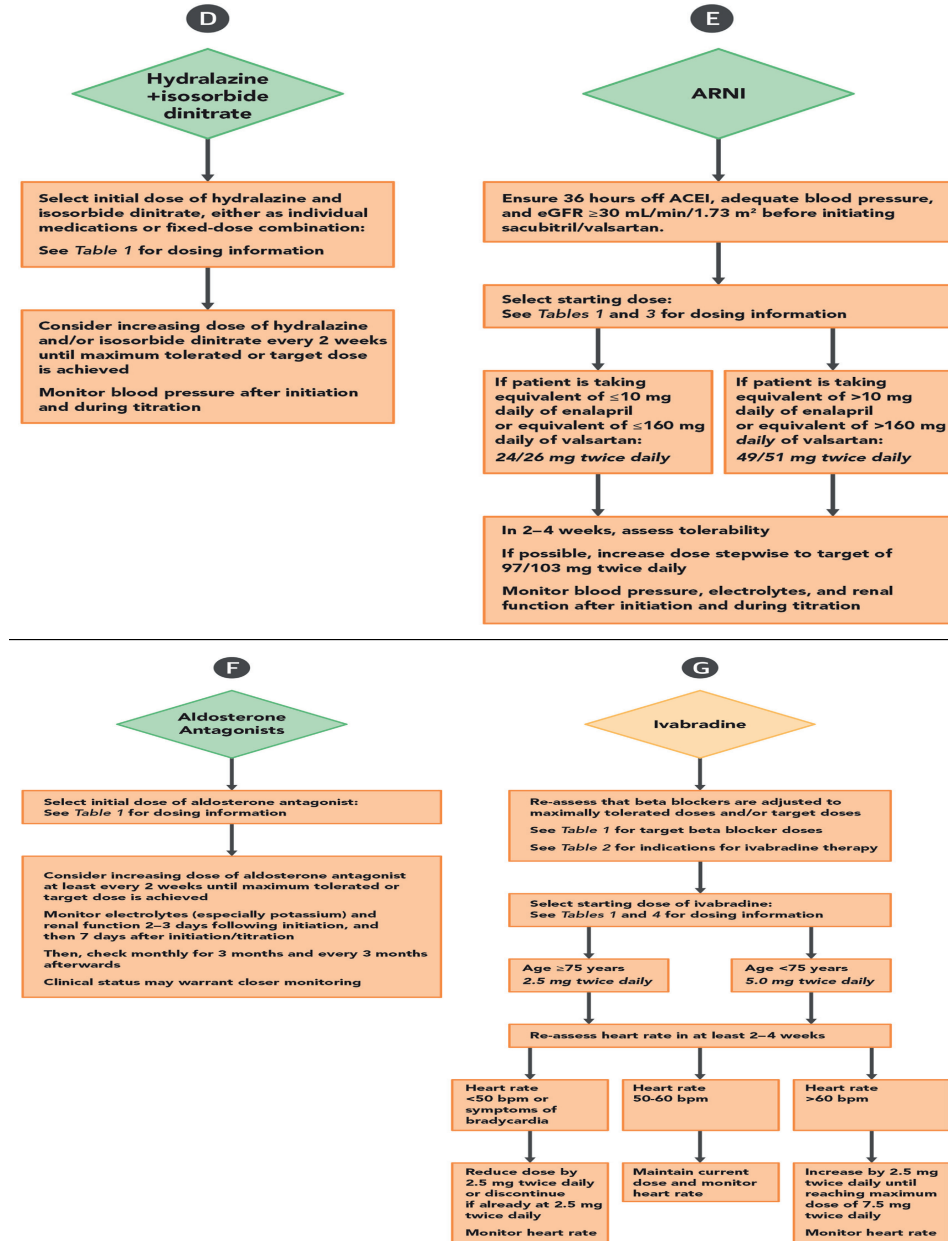 D
Hydralazine
+isosorbide
dinitrate
Select initial dose of hydralazine and
isosorbide dinitrate, either as individual
medications or fixed-dose combination:
See Table 1 for dosing information
Consider increasing dose of hydralazine
and/or isosorbide dinitrate every 2 weeks
until maximum tolerated or target dose
is achieved
Monitor blood pressure after initiation
and during titration
E
ARNI
Ensure 36 hours off ACEI, adequate blood pressure,
and eGFR ≥30 mL/min/1.73 m² before initiating
sacubitril/valsartan.
Select starting dose:
See Tables 1 and 3 for dosing information
If patient is taking
equivalent of ≤10 mg
daily of enalapril
or equivalent of ≤160 mg
daily of valsartan:
24/26 mg twice daily
If patient is taking
equivalent of >10 mg
daily of enalapril
or equivalent of >160 mg
daily of valsartan:
49/51 mg twice daily
In 2–4 weeks, assess tolerability
If possible, increase dose stepwise to target of
97/103 mg twice daily
Monitor blood pressure, electrolytes, and renal
function after initiation and during titration
F
Aldosterone
Antagonists
Select initial dose of aldosterone antagonist:
See Table 1 for dosing information
Consider increasing dose of aldosterone antagonist
at least every 2 weeks until maximum tolerated or
target dose is achieved
Monitor electrolytes (especially potassium) and
renal function 2–3 days following initiation, and
then 7 days after initiation/titration
Then, check monthly for 3 months and every 3 months
afterwards
Clinical status may warrant closer monitoring
G
Ivabradine
Re-assess that beta blockers are adjusted to
maximally tolerated doses and/or target doses
See Table 1 for target beta blocker doses
See Table 2 for indications for ivabradine therapy
Select starting dose of ivabradine:
See Tables 1 and 4 for dosing information
Age ≥75 years
2.5 mg twice daily
Age <75 years
5.0 mg twice daily
Re-assess heart rate in at least 2–4 weeks
Heart rate
<50 bpm or
symptoms of
bradycardia
Heart rate
50-60 bpm
Heart rate
>60 bpm
Reduce dose by
2.5 mg twice daily
or discontinue
if already at 2.5 mg
twice daily
Monitor heart rate
Maintain current
dose and monitor
heart rate
Increase by 2.5 mg
twice daily until
reaching maximum
dose of 7.5 mg
twice daily
Monitor heart rate